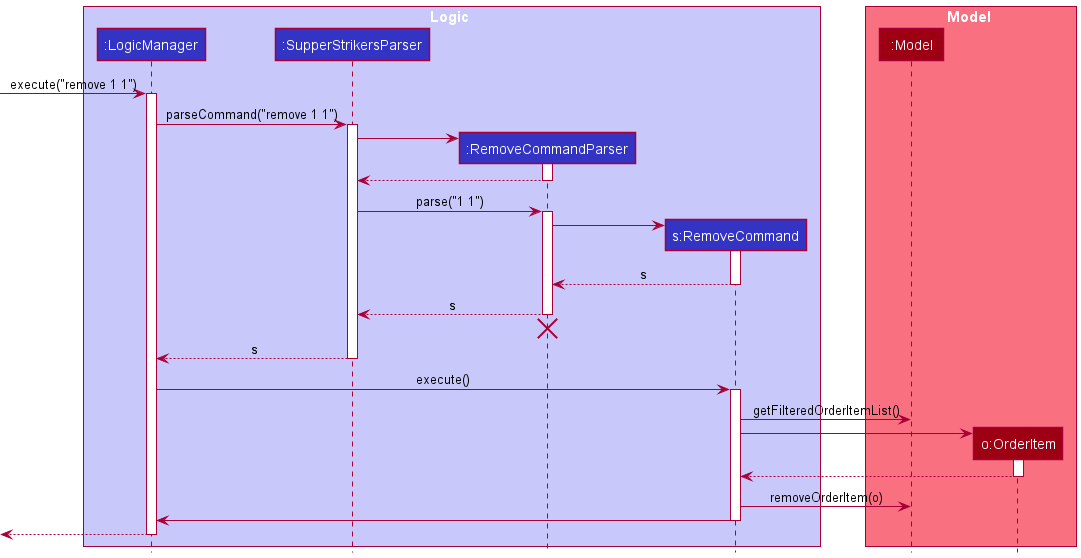 Logic
Model
:LogicManager
:SupperStrikersParser
:Model
execute("remove 1 1")
parseCommand("remove 1 1")
:RemoveCommandParser
parse("1 1")
s:RemoveCommand
s
s
s
execute()
getFilteredOrderItemList()
o:OrderItem
removeOrderItem(o)